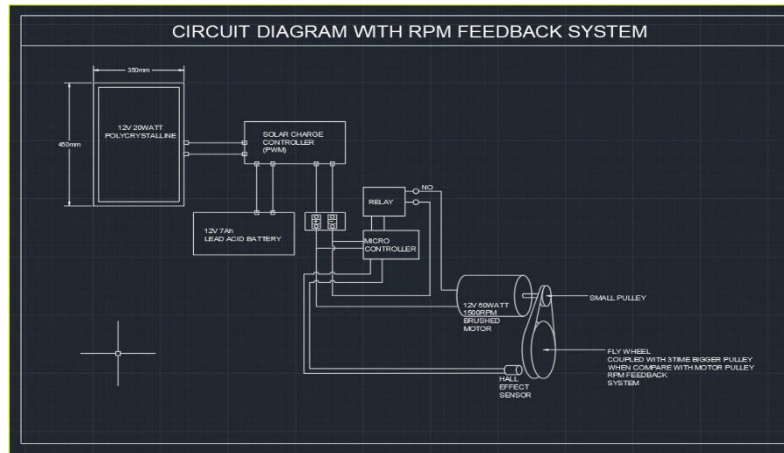 CIRCUIT DIAGRAM WITH RPM FEEDBACK SYSTEM
350mm
12V 20WATT
POLYCRYSTALLINE
450mm
SOLAR CHARGE
CONTROLLER
(PWM)
NO
RELAY
12V 7Ah
LEAD ACID BATTERY
MICRO
CONTROLLER
12V 50WATT
1500RPM
BRUSHED
MOTOR
SMALL PULLEY
FLY WHEEL
COUPLED WITH 3TIME BIGGER PULLEY
WHEN COMPARE WITH MOTOR PULLEY
RPM FEEDBACK
SYSTEM
HALL
EFFECT
SENSOR